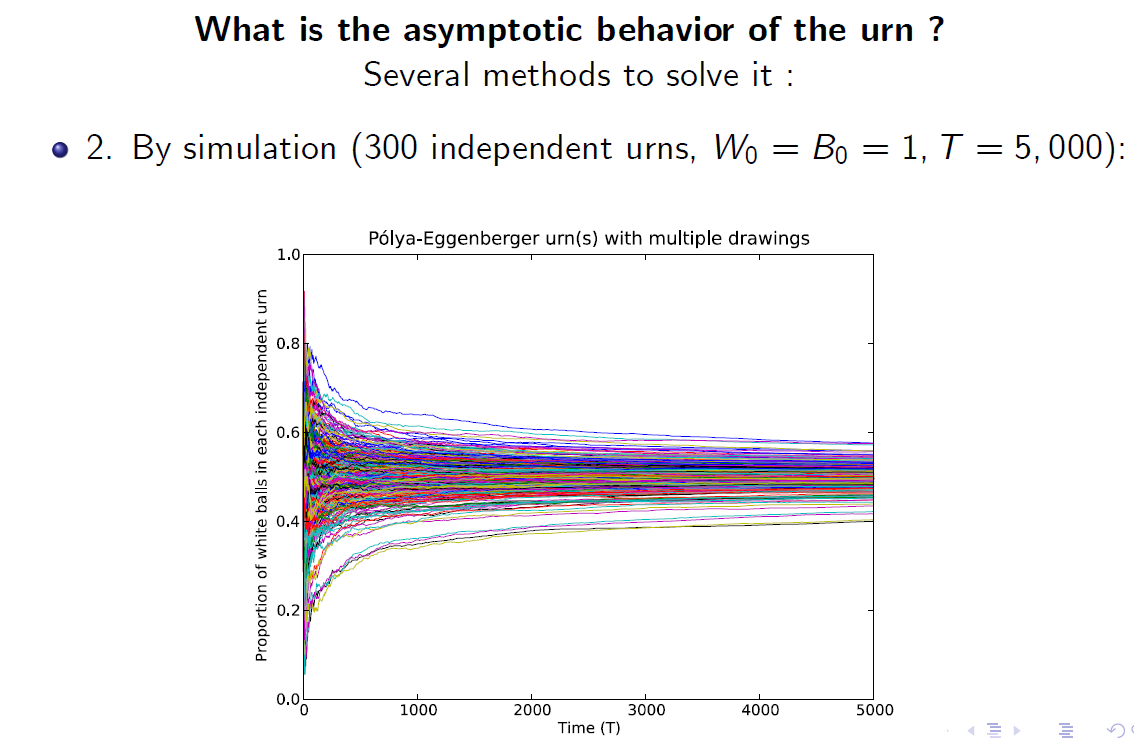 What is the asymptotic behavior of the urn ?
Several methods to solve it :
2. By simulation (300 independent urns, W₀ = B₀ = 1, T = 5, 000):
Pólya-Eggenberger urn(s) with multiple drawings
Proportion of white balls in each independent urn
1.0
0.8
0.6
0.4
0.2
0.0
0 1000 2000 3000 4000 5000
Time (T)